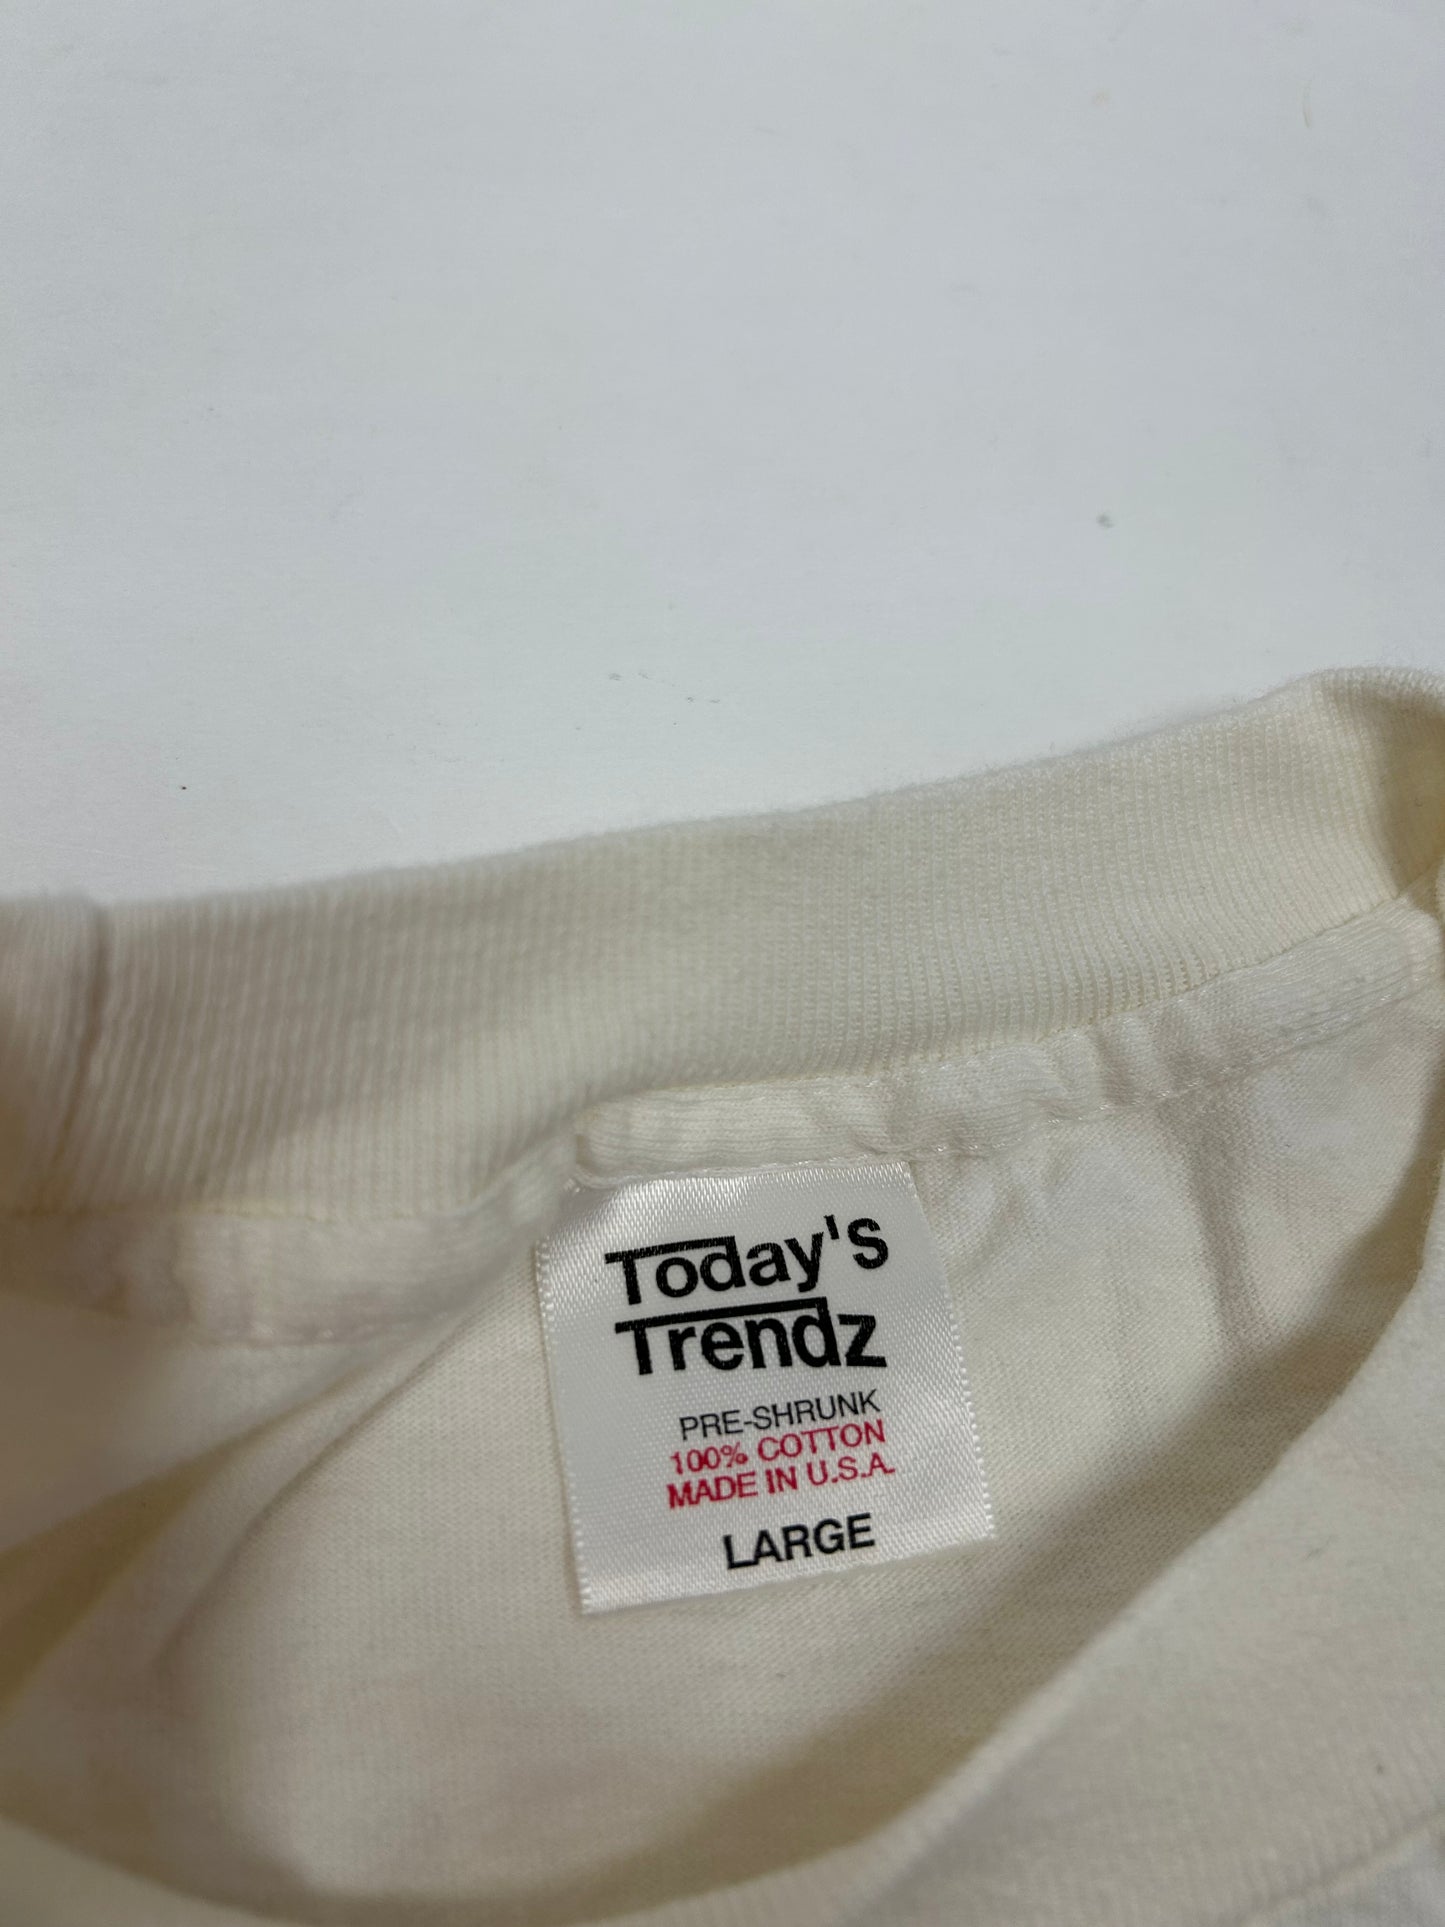 Today's
Trendz
PRE-SHRUNK
100% COTTON
MADE IN U.S.A.
LARGE